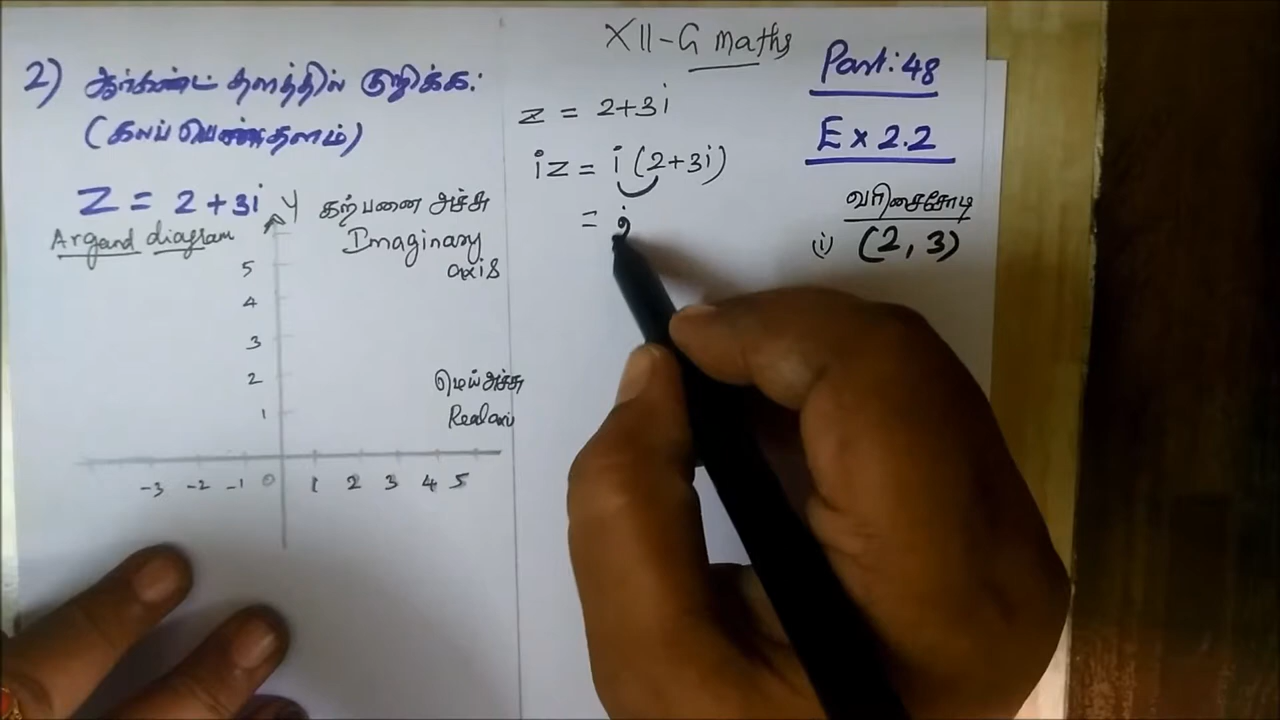 XII-G maths
Part: 48
Ex 2.2
2) ஆர்கண்ட் தளத்தில் குறிக்க:
(கலப்பெண்தளம்)
Z = 2 + 3i
Argand diagram
y கற்பனை அச்சு
Imaginary
axis
5
4
3
2
1
மெய் அச்சு
Real axi
-3 -2 -1 0 1 2 3 4 5
z = 2+3i
iz = i (2+3i)
= i
வரிசைசோடி
(i) (2, 3)